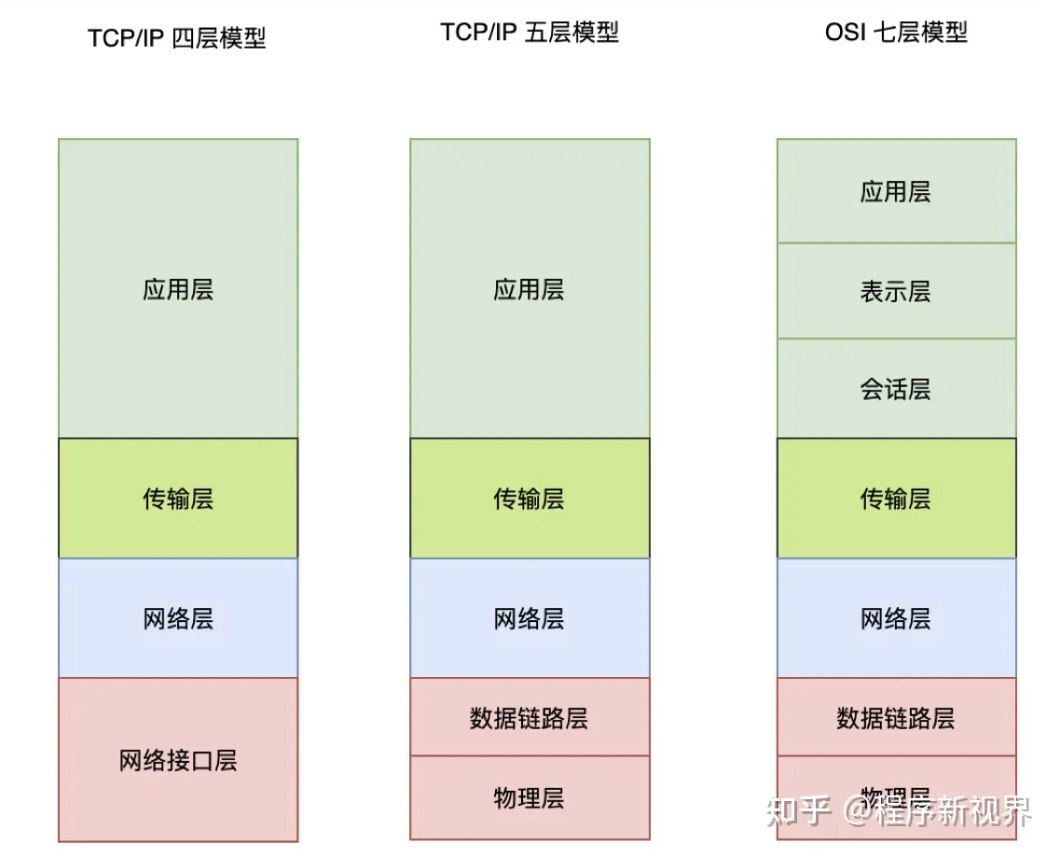 TCP/IP 四层模型
应用层
传输层
网络层
网络接口层
TCP/IP 五层模型
应用层
传输层
网络层
数据链路层
物理层
OSI 七层模型
应用层
表示层
会话层
传输层
网络层
数据链路层
物理层
知乎 @程序新视界